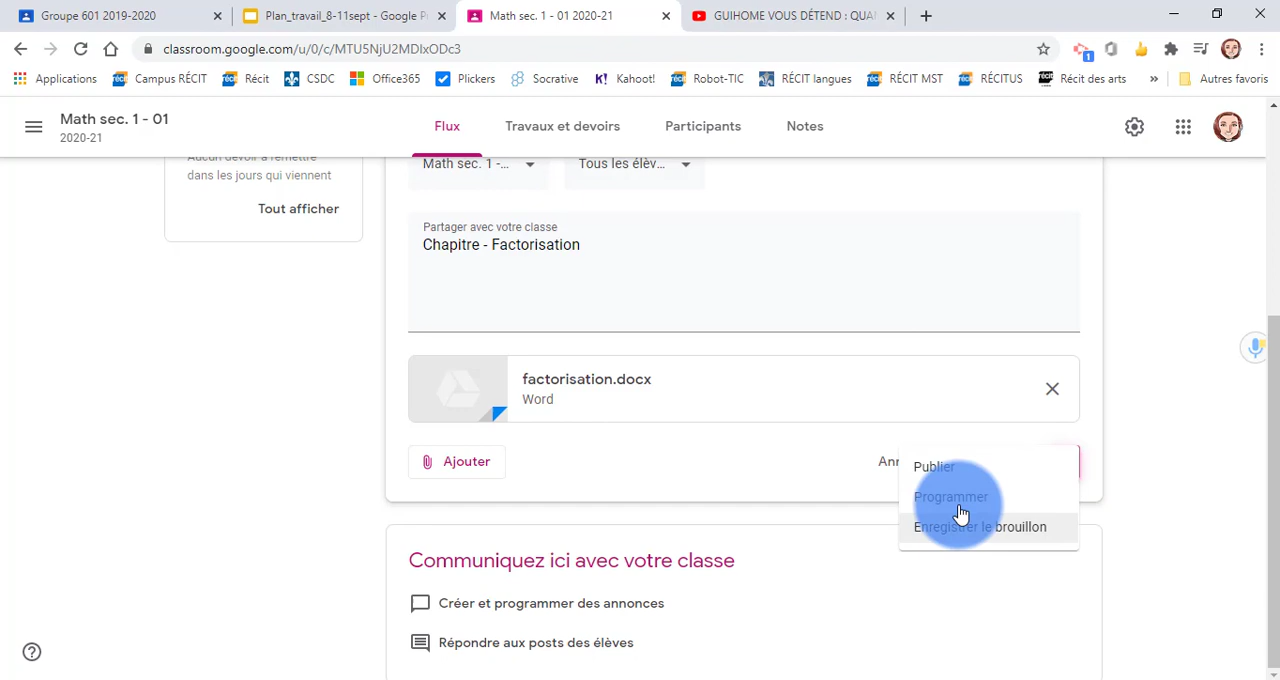 Groupe 601 2019-2020
Plan_travail_8-11sept - Google P
Math sec. 1 - 01 2020-21
GUIHOME VOUS DÉTEND : QUA
classroom.google.com/u/0/c/MTU5NjU2MDIxODc3
1
Applications
Campus RÉCIT
Récit
CSDC
Office365
Plickers
Socrative
K!
Kahoot!
Robot TIC
RÉCIT langues
RÉCIT MST
RÉCITUS
Récit des arts
»
Autres favoris
Math sec. 1 - 01
2020-21
Flux
Travaux et devoirs
Participants
Notes
Aucun devoir à remettre
dans les jours qui viennent
Tout afficher
Math sec. 1 -...
Tous les élèv...
Partager avec votre classe
Chapitre - Factorisation
factorisation.docx
Word
Ajouter
Ann
Publier
Programmer
Enregistrer le brouillon
Communiquez ici avec votre classe
Créer et programmer des annonces
Répondre aux posts des élèves